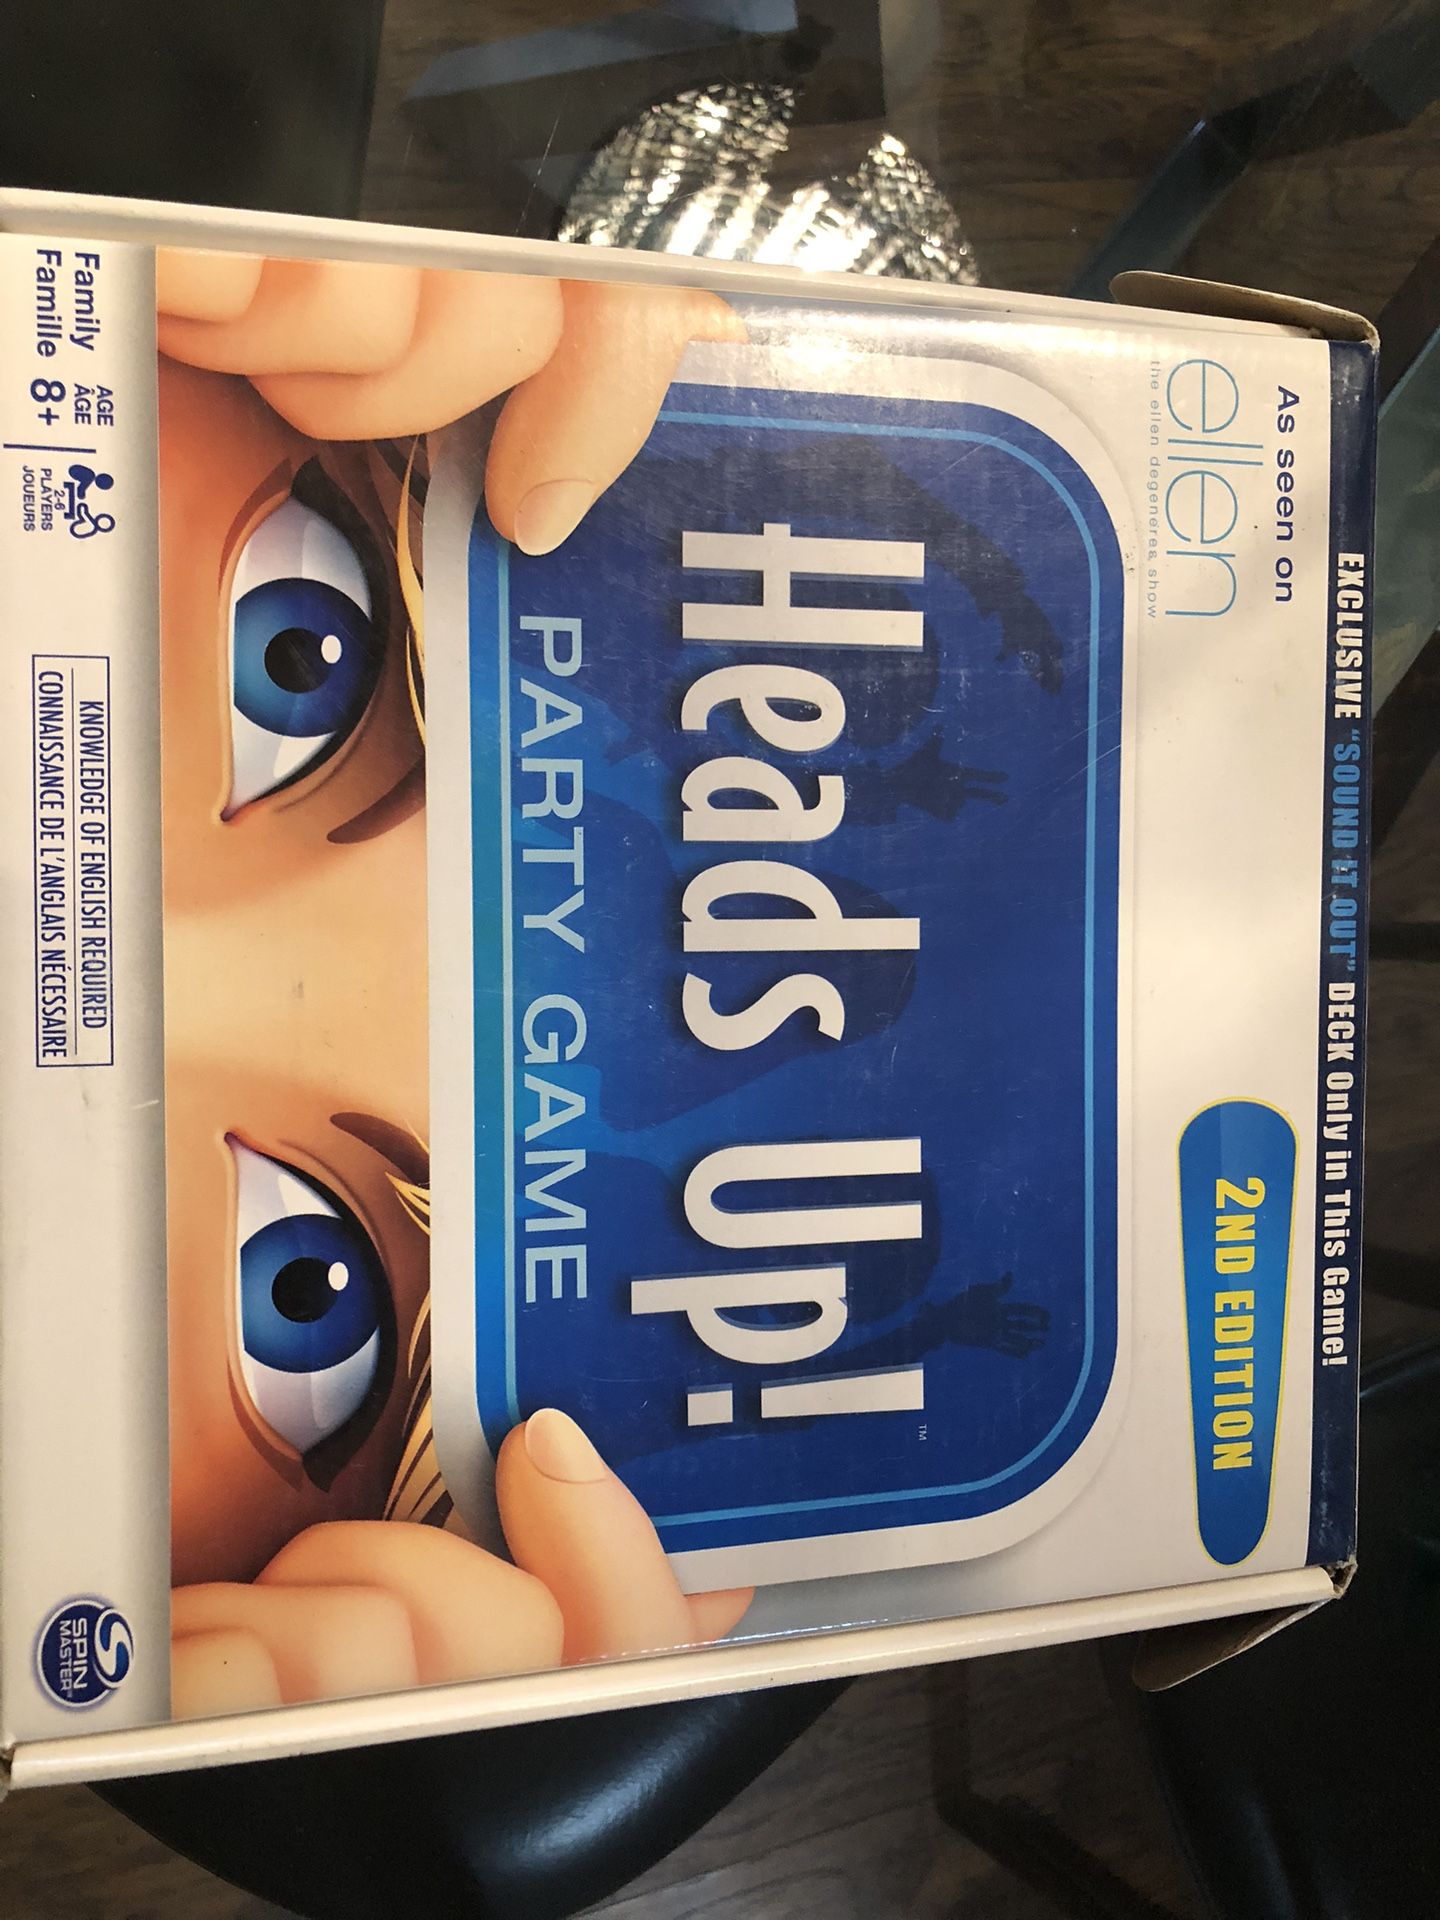 EXCLUSIVE "SOUND IT OUT" DECK Only in This Game!
As seen on
ellen
the ellen degeneres show
2ND EDITION
Heads Up!™
PARTY GAME
Family
Famille
AGE
ÂGE
8+
2-6
PLAYERS
JOUEURS
KNOWLEDGE OF ENGLISH REQUIRED
CONNAISSANCE DE L'ANGLAIS NÉCESSAIRE
SPIN
MASTER™